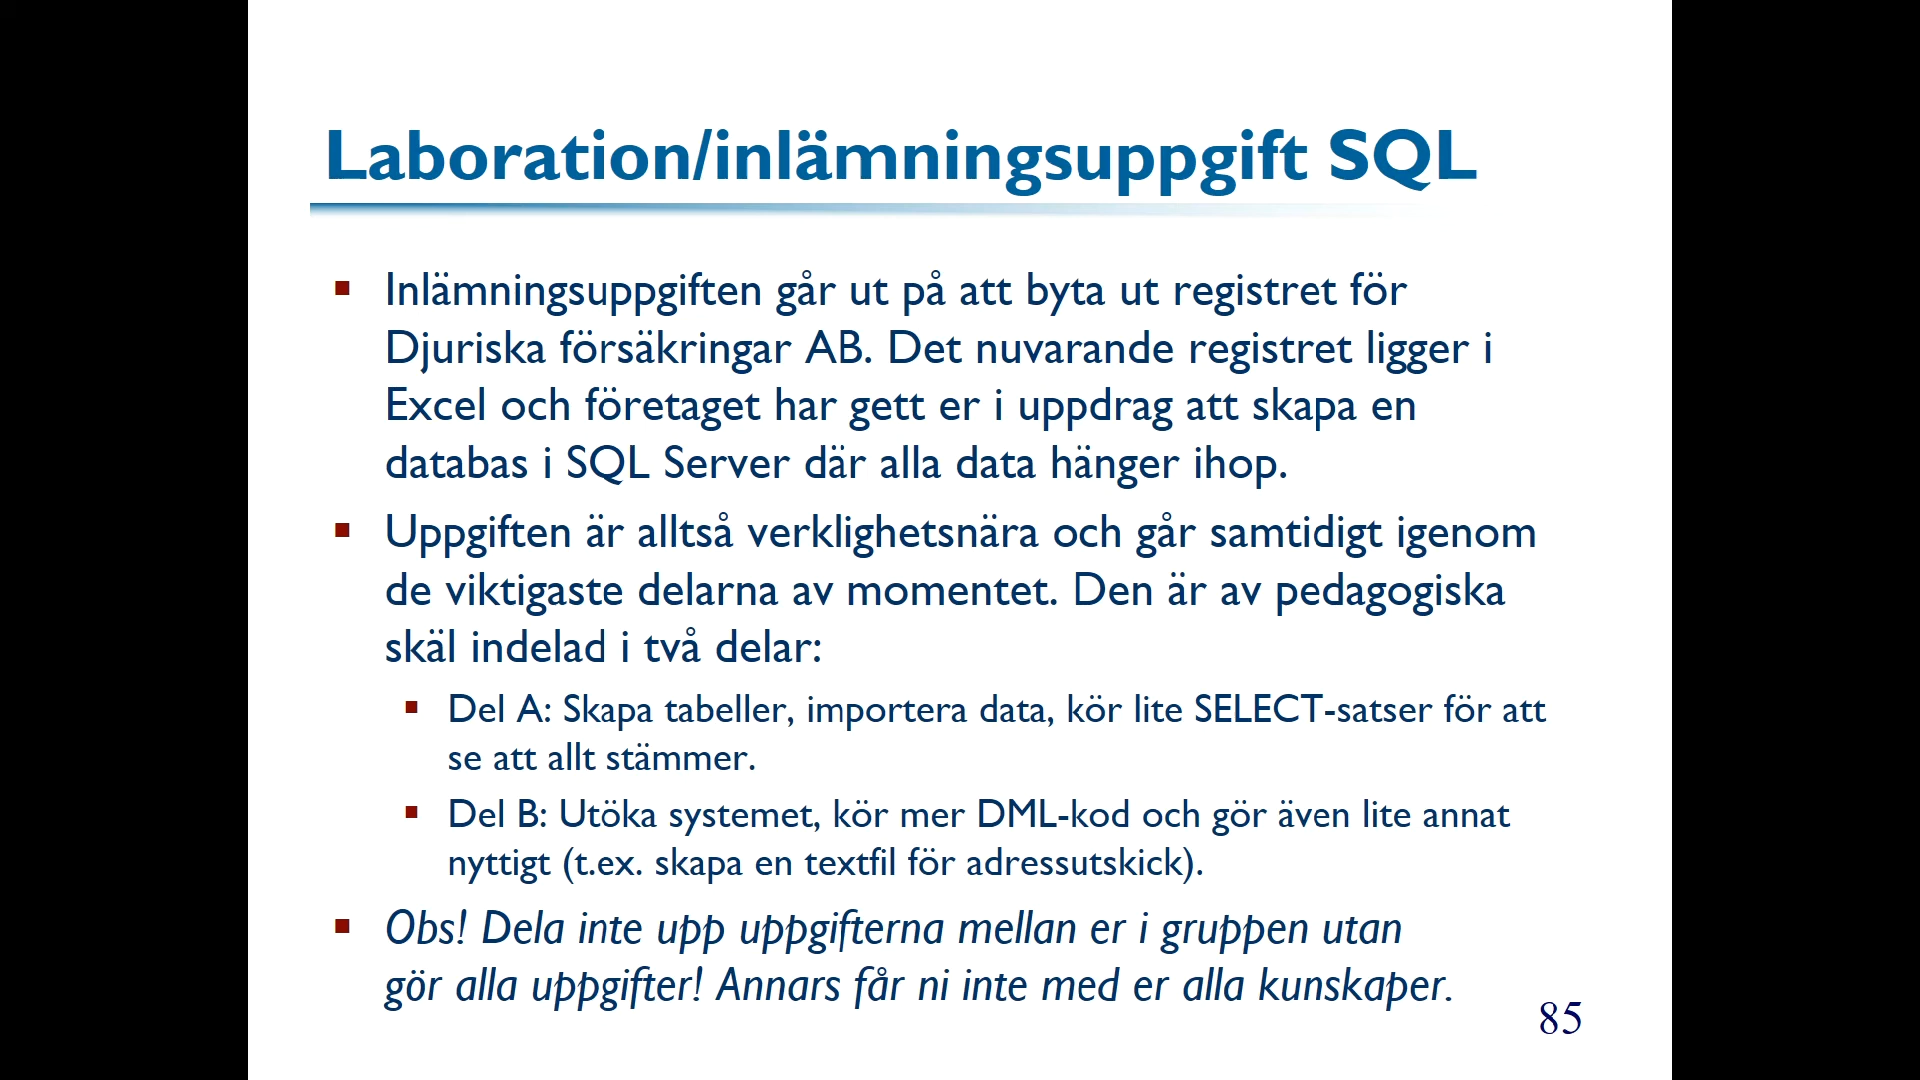 Laboration/inlämningsuppgift SQL
Inlämningsuppgiften går ut på att byta ut registret för
Djuriska försäkringar AB. Det nuvarande registret ligger i
Excel och företaget har gett er i uppdrag att skapa en
databas i SQL Server där alla data hänger ihop.
Uppgiften är alltså verklighetsnära och går samtidigt igenom
de viktigaste delarna av momentet. Den är av pedagogiska
skäl indelad i två delar:
Del A: Skapa tabeller, importera data, kör lite SELECT-satser för att
se att allt stämmer.
Del B: Utöka systemet, kör mer DML-kod och gör även lite annat
nyttigt (t.ex. skapa en textfil för adressutskick).
Obs! Dela inte upp uppgifterna mellan er i gruppen utan
gör alla uppgifter! Annars får ni inte med er alla kunskaper.
85